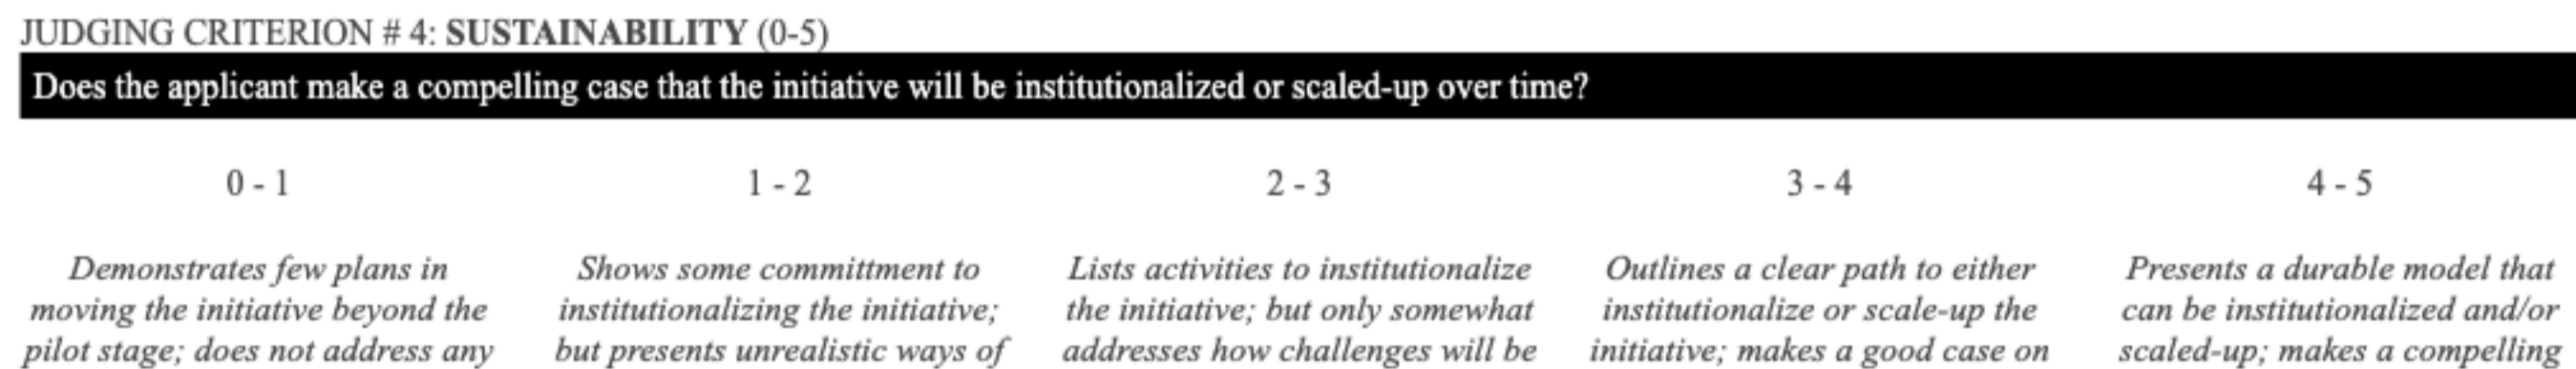 JUDGING CRITERION # 4: SUSTAINABILITY (0-5)
Does the applicant make a compelling case that the initiative will be institutionalized or scaled-up over time?
0 - 1
Demonstrates few plans in
moving the initiative beyond the
pilot stage; does not address any
1 - 2
Shows some committment to
institutionalizing the initiative;
but presents unrealistic ways of
2 - 3
Lists activities to institutionalize
the initiative; but only somewhat
addresses how challenges will be
3 - 4
Outlines a clear path to either
institutionalize or scale-up the
initiative; makes a good case on
4 - 5
Presents a durable model that
can be institutionalized and/or
scaled-up; makes a compelling